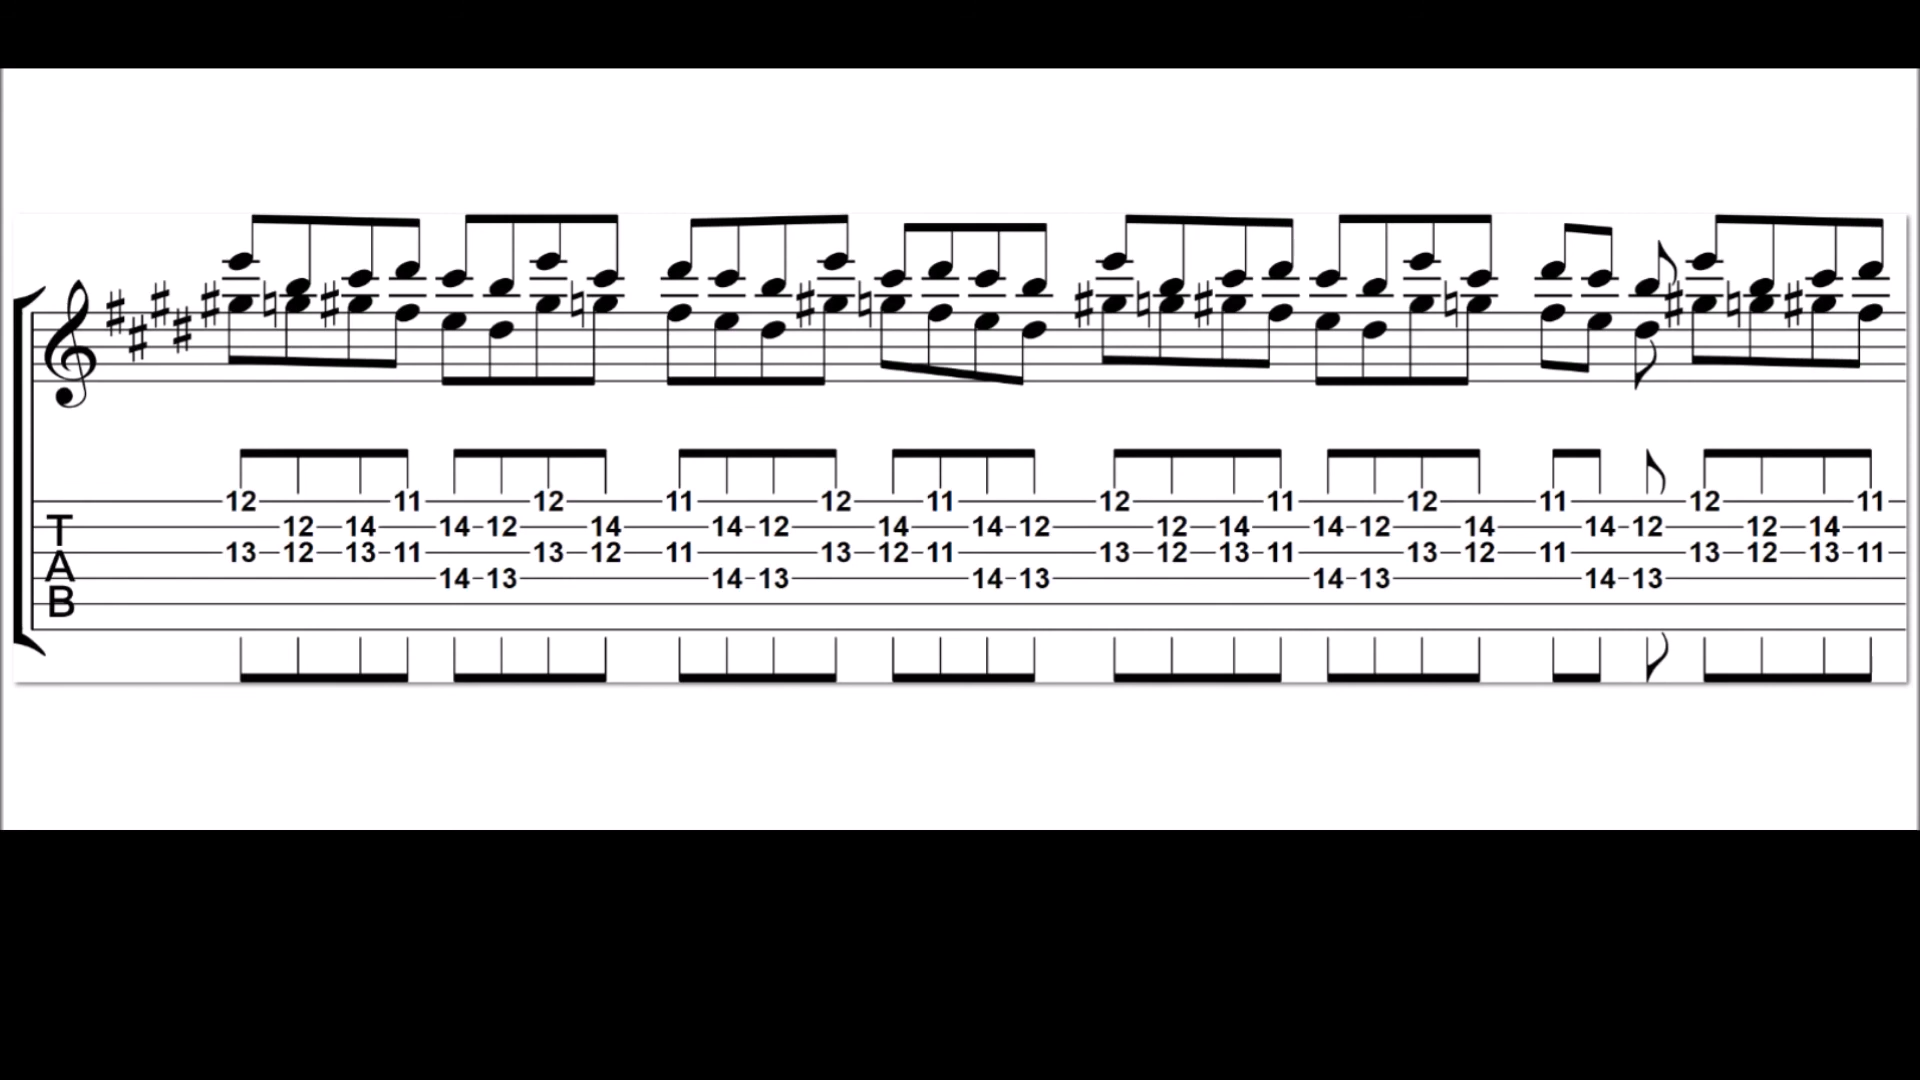 12 11 12 11 12 11 12 11 12 11 12 11
T 12 14 14 12 14 14 12 14 14 12 12 14 14 12 14 14 12 12 14
13 12 13 11 13 12 11 13 12 11 13 12 13 11 13 12 11 13 12 13 11
A 14 13 14 13 14 13 14 13 14 13
B